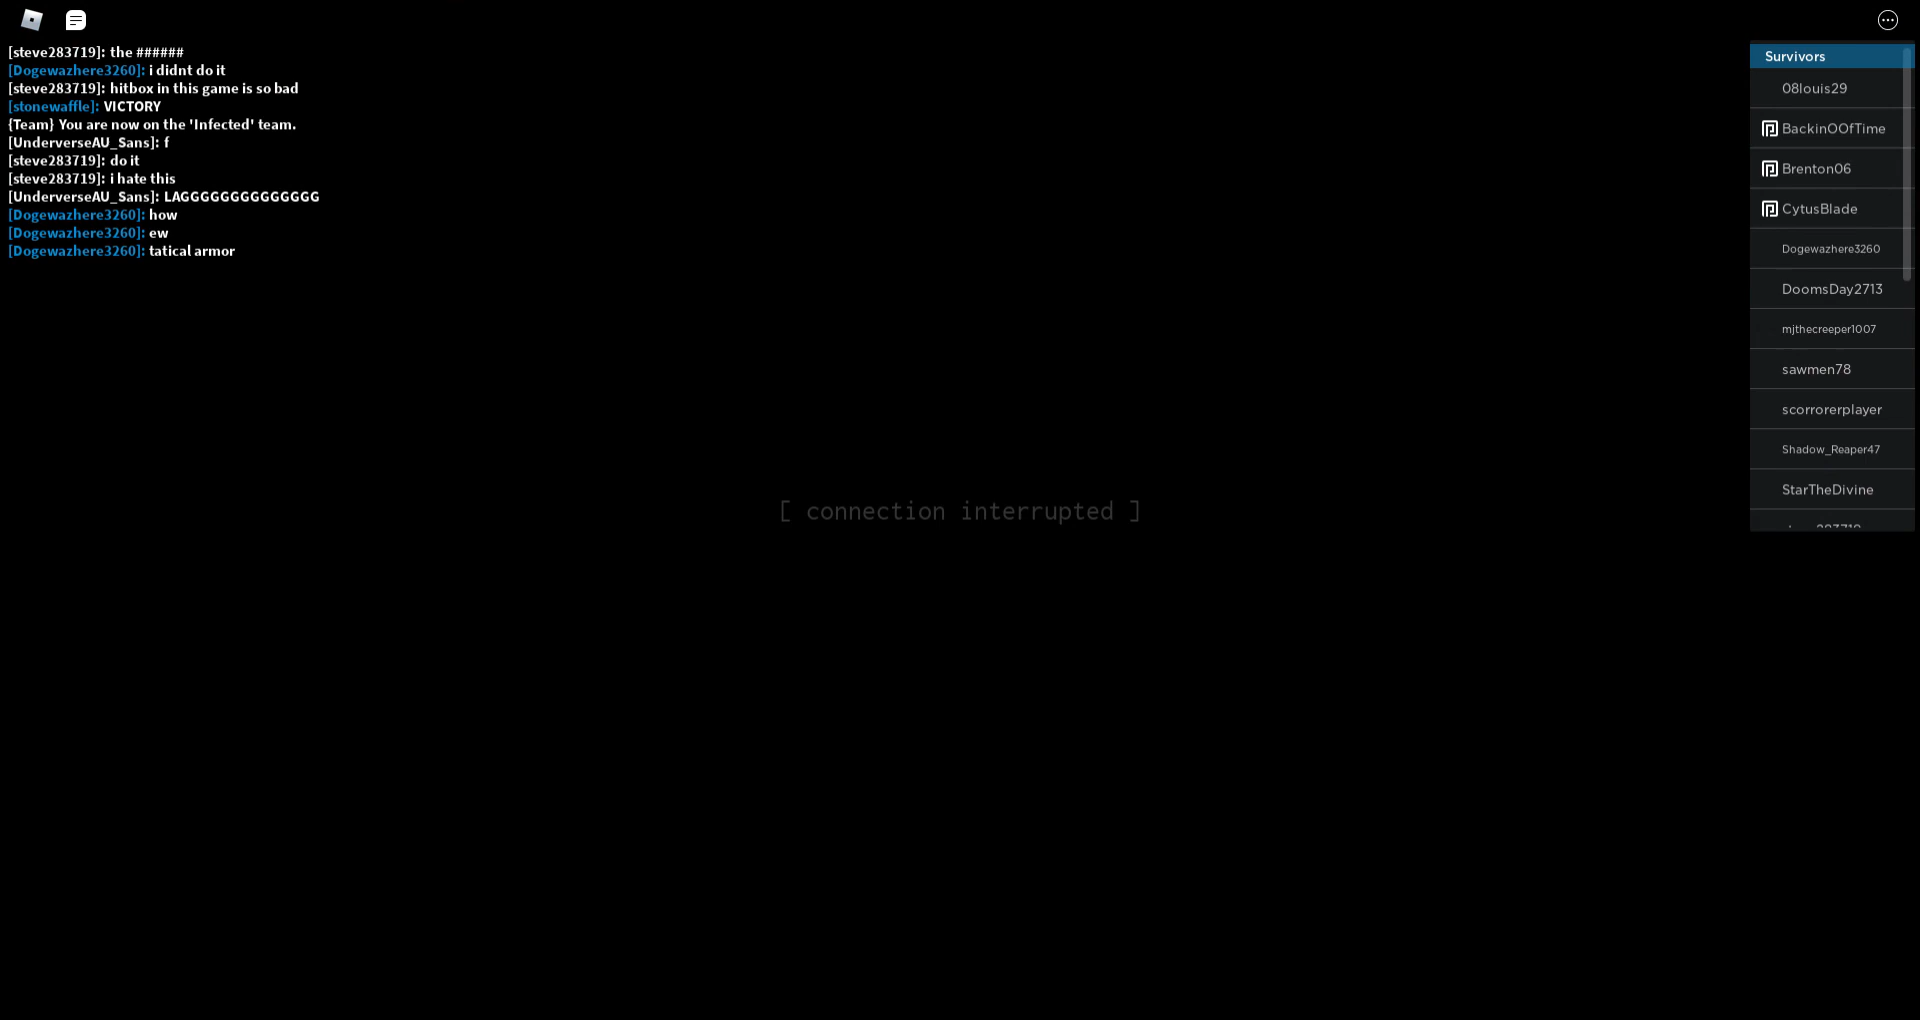 [steve283719]: the ######
[Dogewazhere3260]: i didnt do it
[steve283719]: hitbox in this game is so bad
[stonewaffle]: VICTORY
{Team} You are now on the 'Infected' team.
[UnderverseAU_Sans]: f
[steve283719]: do it
[steve283719]: i hate this
[UnderverseAU_Sans]: LAGGGGGGGGGGGGGG
[Dogewazhere3260]: how
[Dogewazhere3260]: ew
[Dogewazhere3260]: tatical armor
Survivors
08louis29
BackinOOfTime
Brenton06
CytusBlade
Dogewazhere3260
DoomsDay2713
mjthecreeper1007
sawmen78
scorrorerplayer
Shadow_Reaper47
StarTheDivine
[ connection interrupted ]